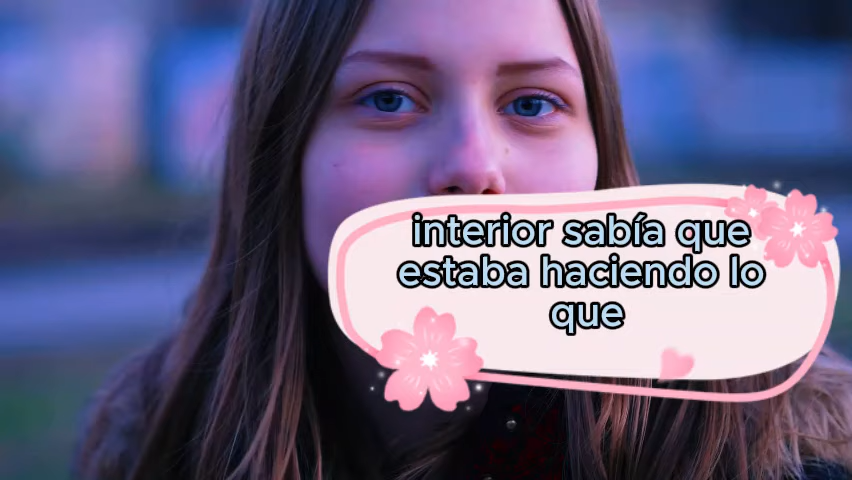 interior sabía que
estaba haciendo lo
que